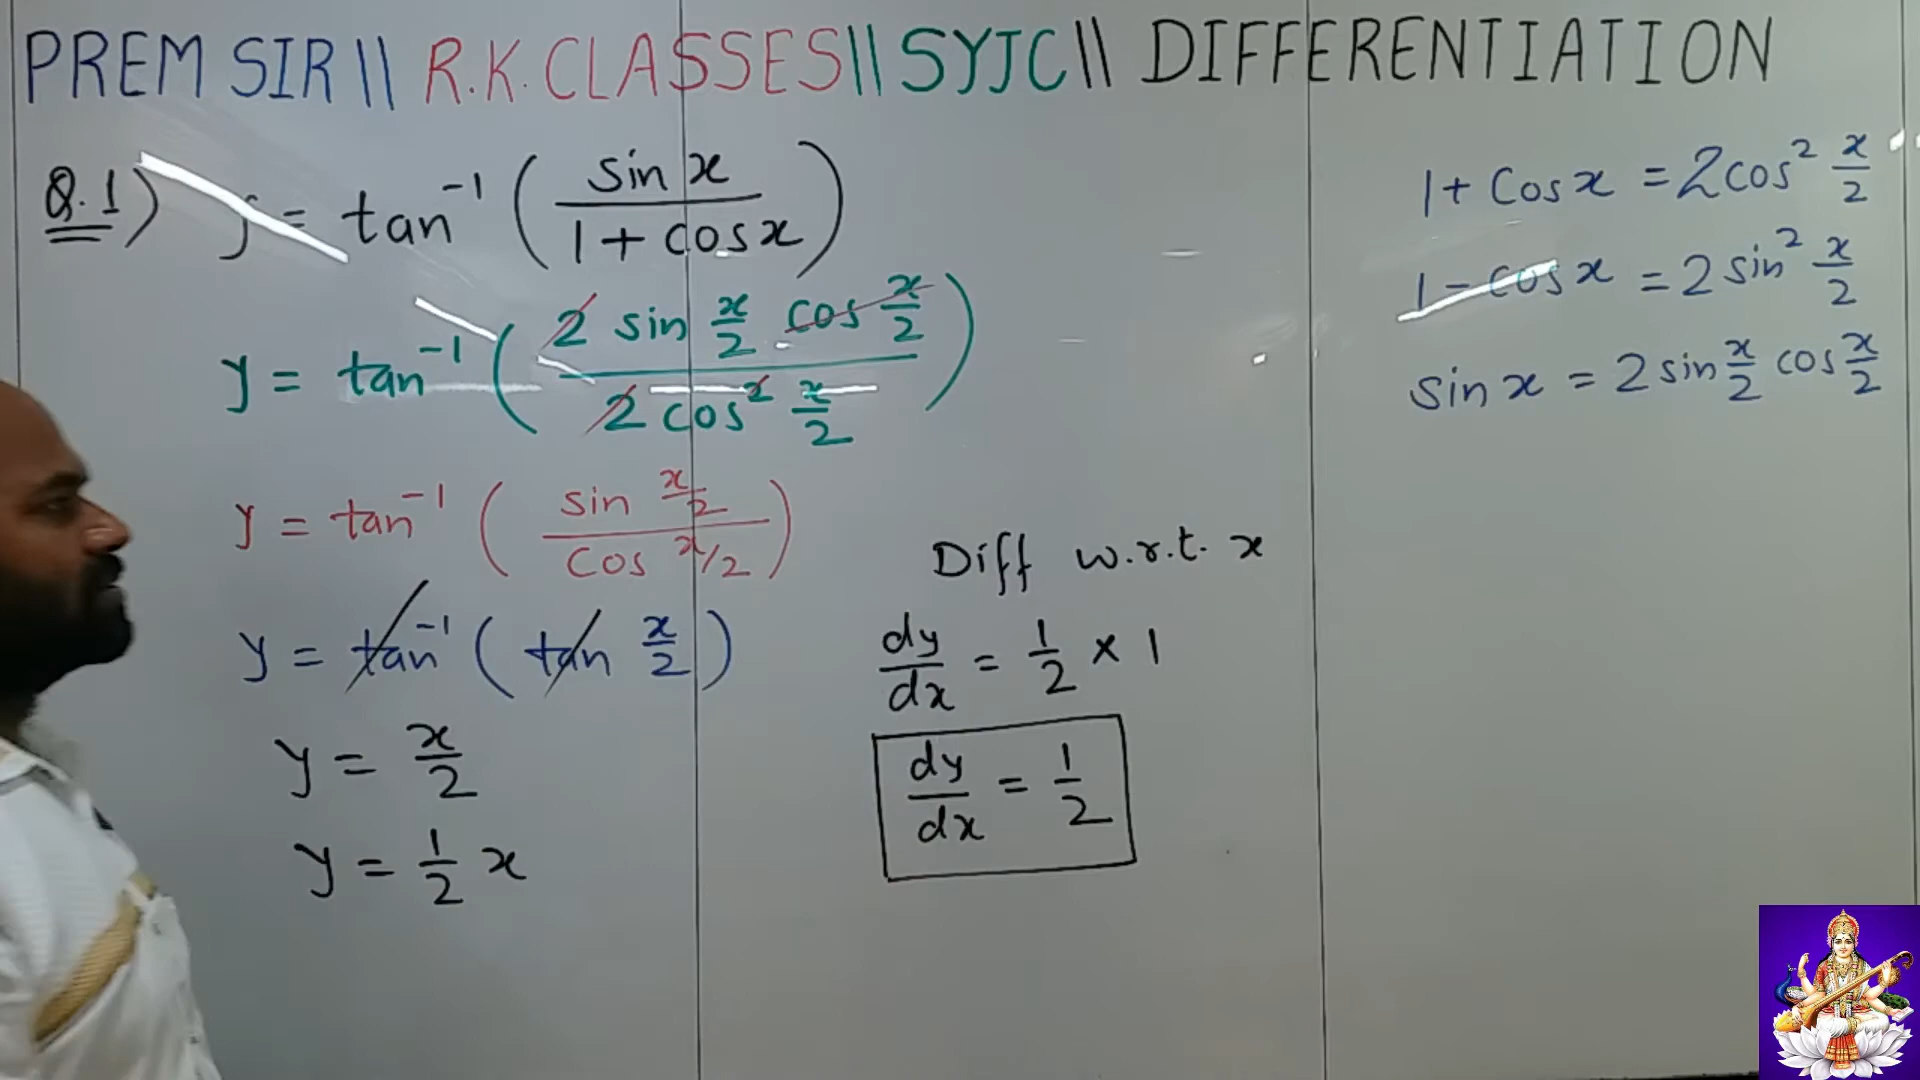 PREM SIR || R.K. CLASSES || SYJC || DIFFERENTIATION
Q.1) y = tan⁻¹ ( sin x / 1 + cos x )
y = tan⁻¹ ( 2 sin x/2 cos x/2 / 2 cos² x/2 )
y = tan⁻¹ ( sin x/2 / cos x/2 )
y = tan⁻¹ ( tan x/2 )
y = x/2
y = 1/2 x
Diff w.r.t. x
dy/dx = 1/2 × 1
dy/dx = 1/2
1 + Cos x = 2 cos² x/2
1 - cos x = 2 sin² x/2
sin x = 2 sin x/2 cos x/2